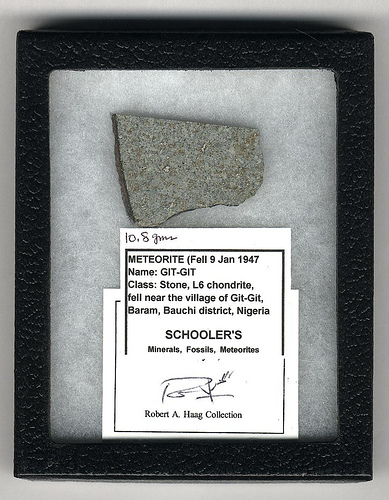 10.8 gms
METEORITE (Fell 9 Jan 1947
Name: GIT-GIT
Class: Stone, L6 chondrite,
fell near the village of Git-Git,
Baram, Bauchi district, Nigeria
SCHOOLER'S
Minerals, Fossils, Meteorites
Robert A. Haag Collection